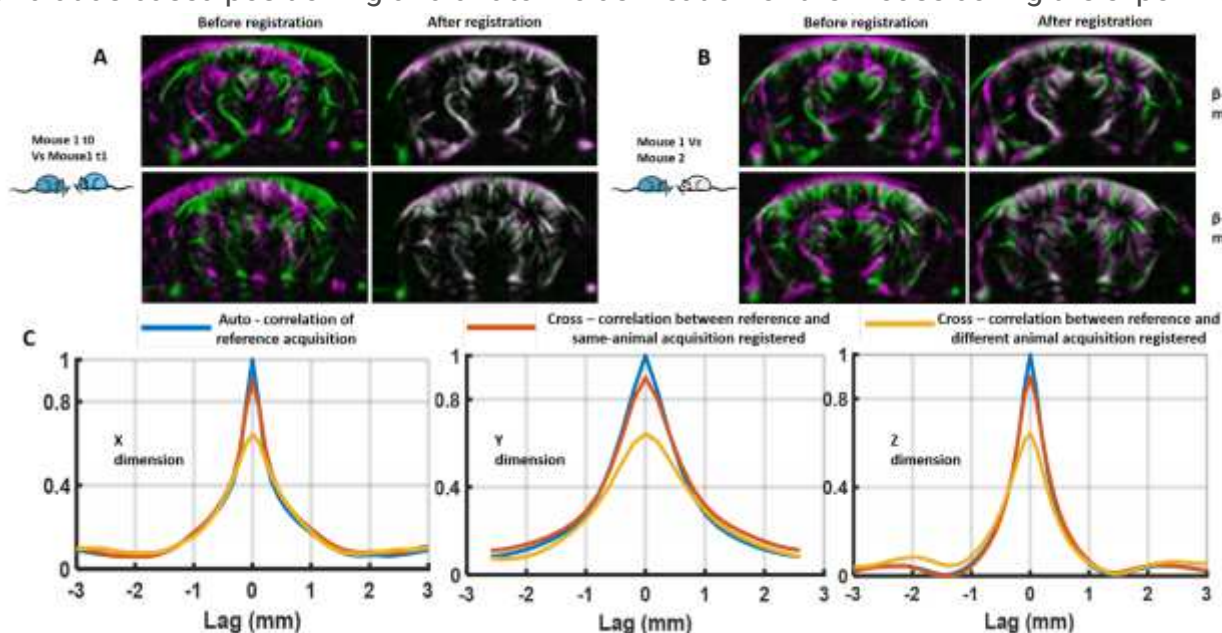 Before registration
After registration
Before registration
After registration
A
B
β
m
Mouse 1 t0
Vs Mouse1 t1
Mouse 1 Vs
Mouse 2
β
m
C
Auto - correlation of
reference acquisition
Cross – correlation between reference and
same-animal acquisition registered
Cross – correlation between reference and
different animal acquisition registered
1
0.8
0.4
0
X
dimension
-3 -2 -1 0 1 2 3
Lag (mm)
1
0.8
0.4
0
Y
dimension
-3 -2 -1 0 1 2 3
Lag (mm)
1
0.8
0.4
0
Z
dimension
-3 -2 -1 0 1 2 3
Lag (mm)